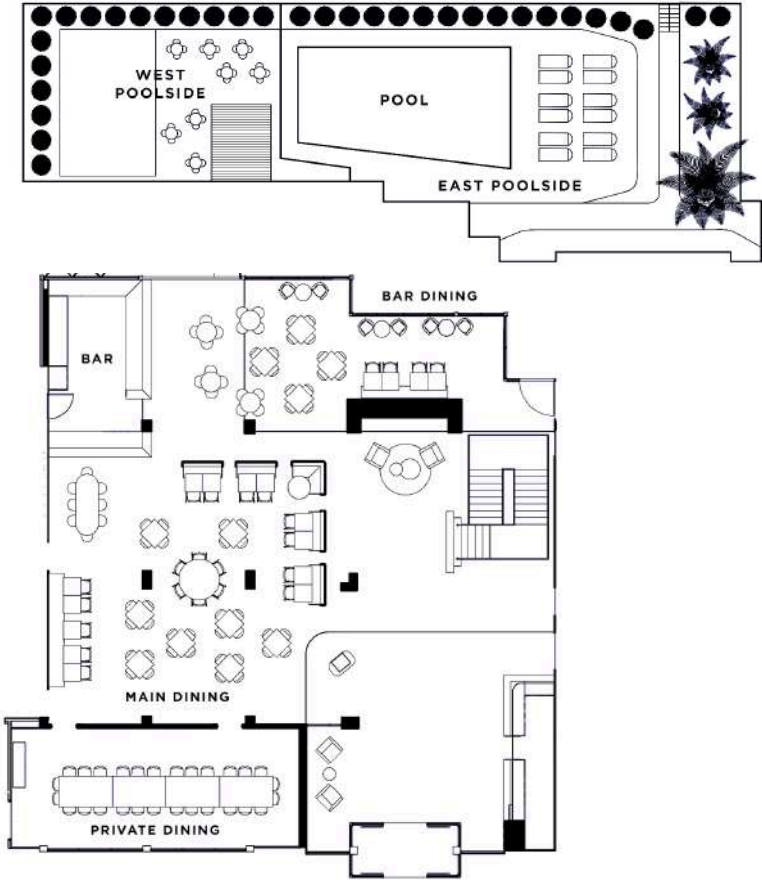 WEST
POOLSIDE
POOL
EAST POOLSIDE
BAR DINING
BAR
MAIN DINING
PRIVATE DINING